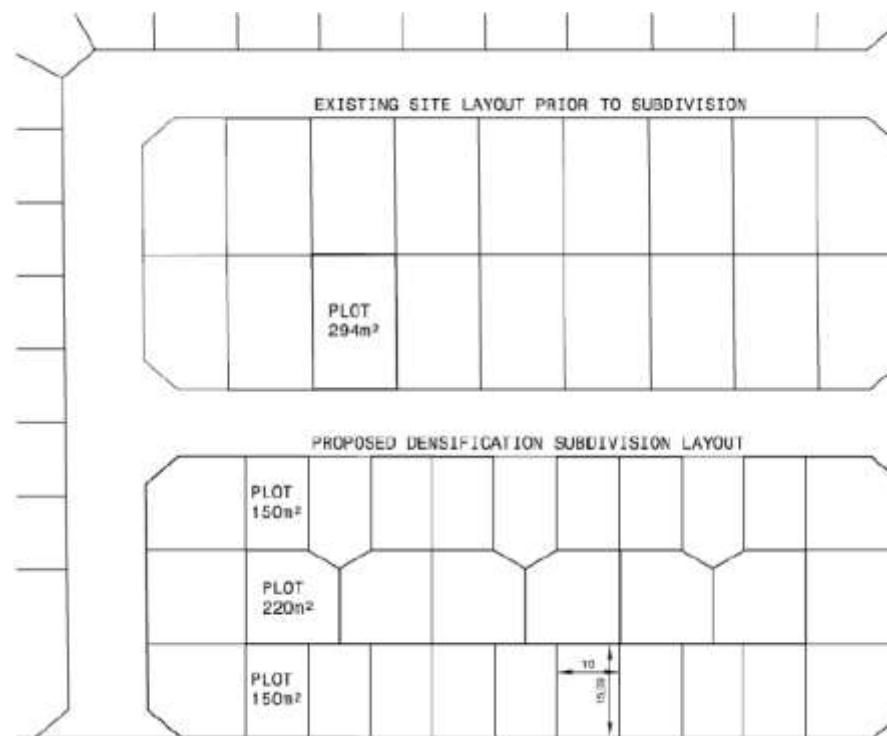 EXISTING SITE LAYOUT PRIOR TO SUBDIVISION
PLOT
294m²
PROPOSED DENSIFICATION SUBDIVISION LAYOUT
PLOT
150m²
PLOT
220m²
PLOT
150m²
10